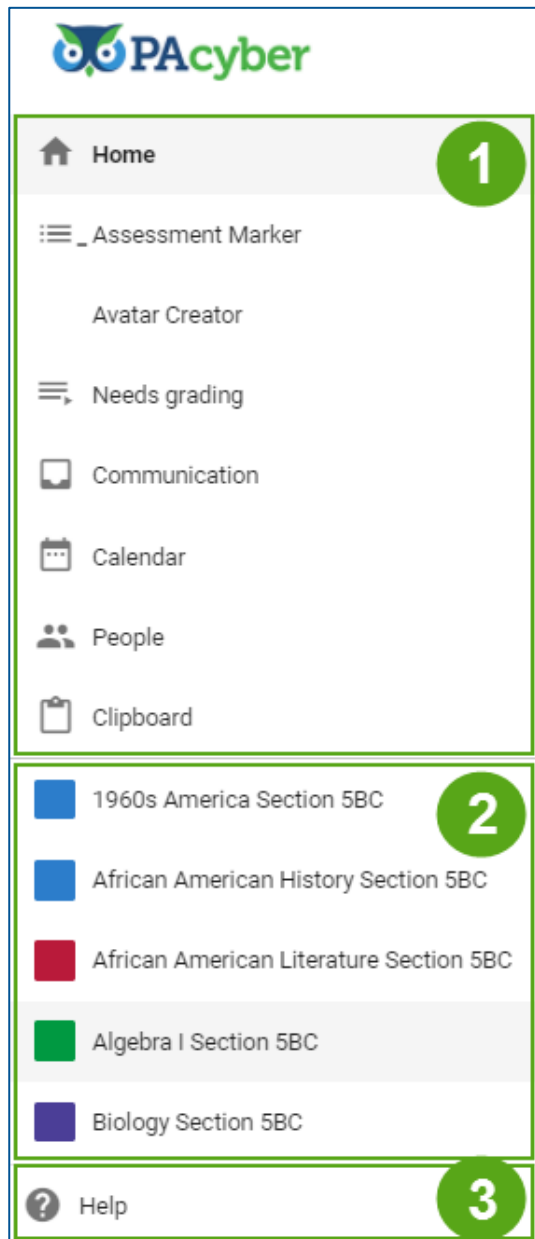 PAcyber
Home
1
Assessment Marker
Avatar Creator
Needs grading
Communication
Calendar
People
Clipboard
1960s America Section 5BC
2
African American History Section 5BC
African American Literature Section 5BC
Algebra I Section 5BC
Biology Section 5BC
Help
3